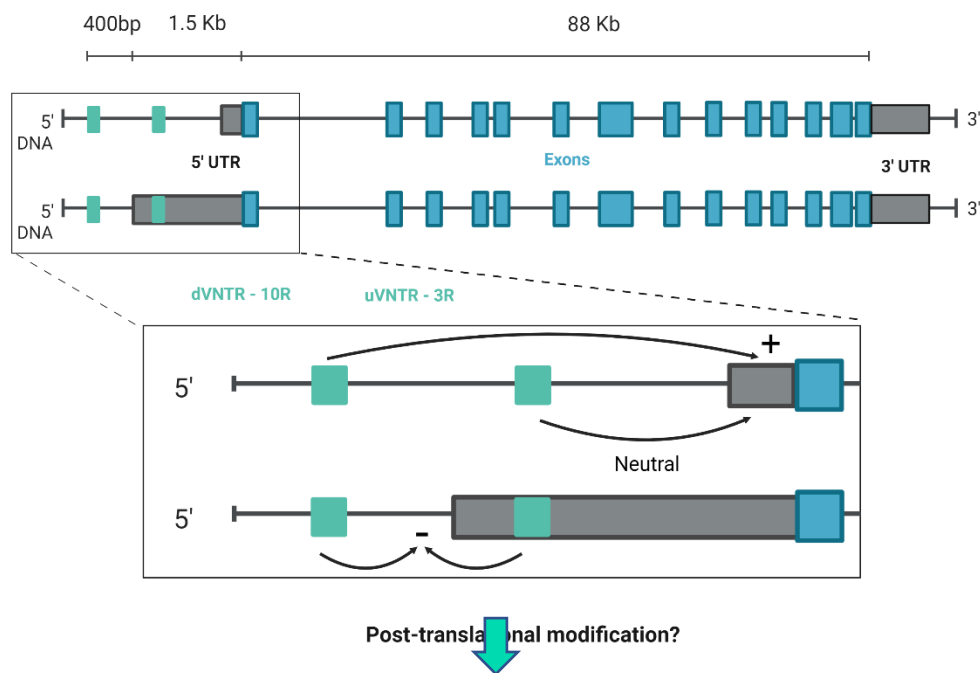 400bp 1.5 Kb 88 Kb
5' 3'
DNA
5' UTR Exons 3' UTR
5' 3'
DNA
dVNTR - 10R uVNTR - 3R
+
5'
Neutral
5'
-
Post-translational modification?